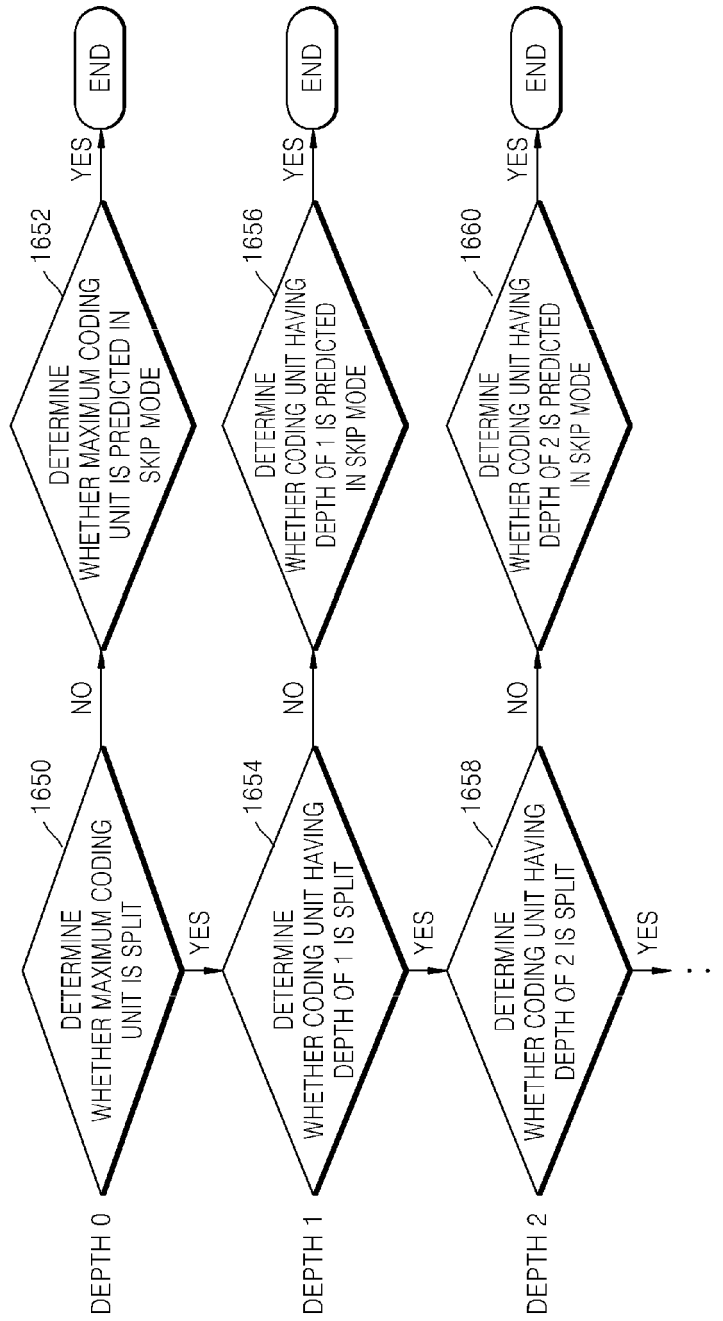 DEPTH 0
1650
DETERMINE
WHETHER MAXIMUM CODING
UNIT IS SPLIT
NO
YES
1652
DETERMINE
WHETHER MAXIMUM CODING
UNIT IS PREDICTED IN
SKIP MODE
YES
END
DEPTH 1
1654
DETERMINE
WHETHER CODING UNIT HAVING
DEPTH OF 1 IS SPLIT
NO
YES
1656
DETERMINE
WHETHER CODING UNIT HAVING
DEPTH OF 1 IS PREDICTED
IN SKIP MODE
YES
END
DEPTH 2
1658
DETERMINE
WHETHER CODING UNIT HAVING
DEPTH OF 2 IS SPLIT
NO
YES
1660
DETERMINE
WHETHER CODING UNIT HAVING
DEPTH OF 2 IS PREDICTED
IN SKIP MODE
YES
END